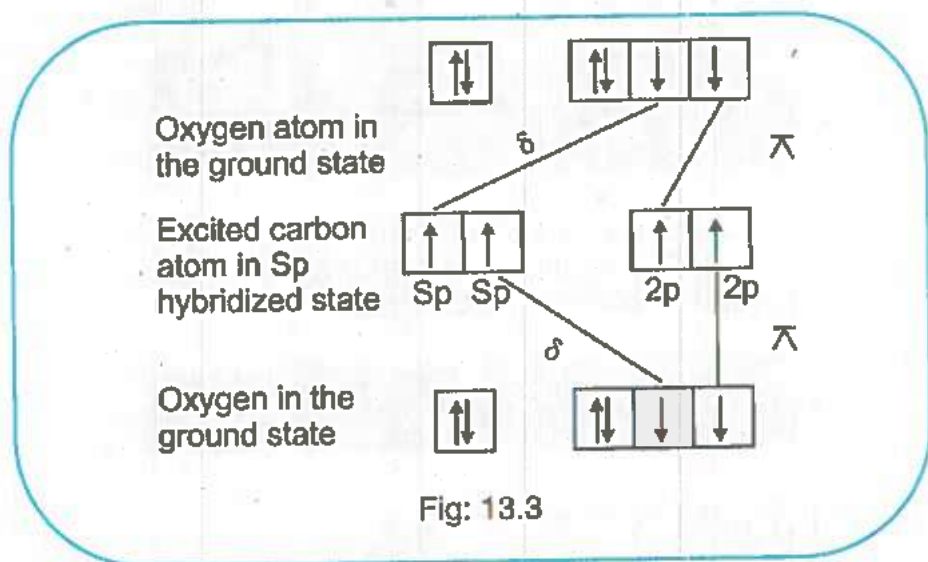 Oxygen atom in
the ground state
δ
⊼
Excited carbon
atom in Sp
hybridized state
Sp Sp
2p 2p
δ
⊼
Oxygen in the
ground state
Fig: 13.3